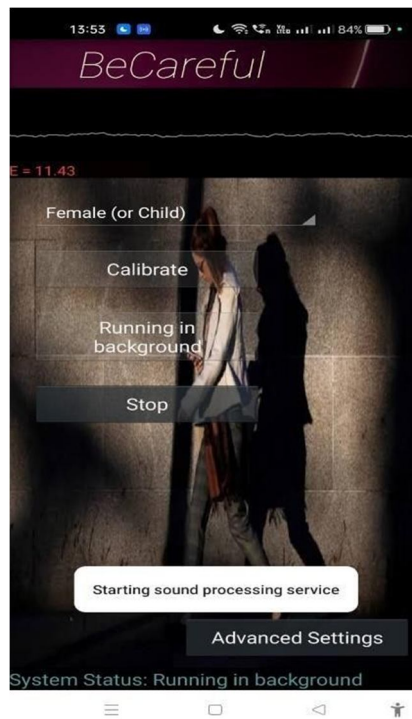 13:53 84%
BeCareful
E = 11.43
Female (or Child)
Calibrate
Running in
background
Stop
Starting sound processing service
Advanced Settings
System Status: Running in background